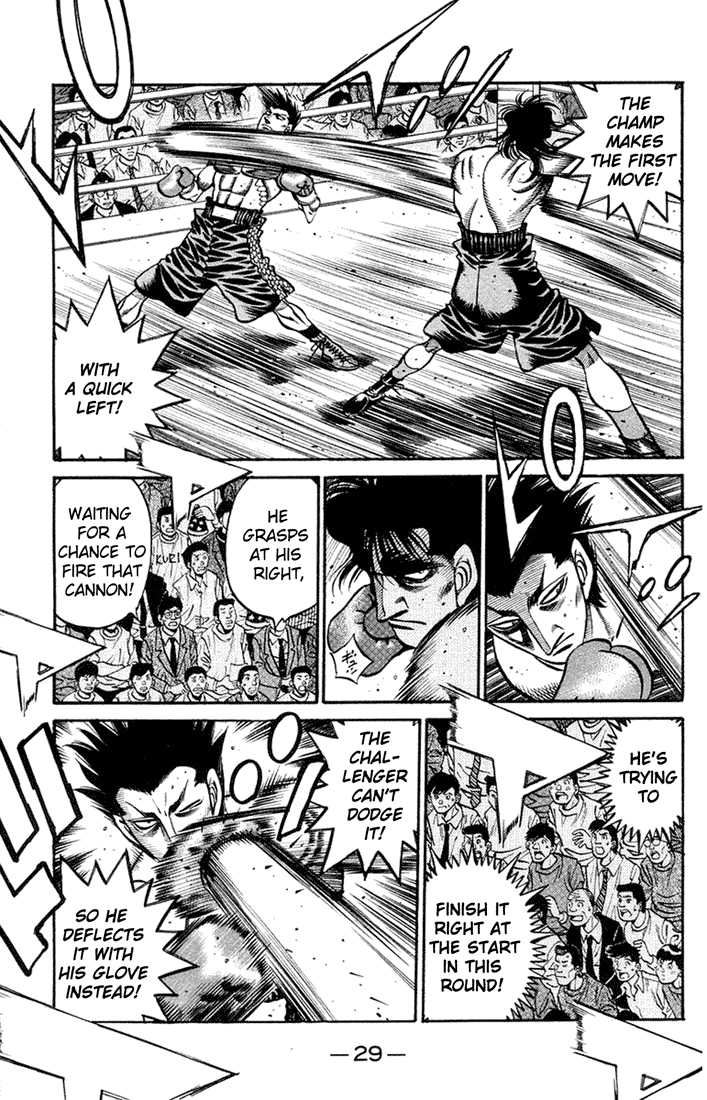 THE
CHAMP
MAKES
THE FIRST
MOVE!
WITH
A QUICK
LEFT!
HE
GRASPS
AT HIS
RIGHT,
WAITING
FOR A
CHANCE TO
FIRE THAT
CANNON!
HE'S
TRYING
TO
FINISH IT
RIGHT AT
THE START
IN THIS
ROUND!
THE
CHAL-
LENGER
CAN'T
DODGE
IT!
SO HE
DEFLECTS
IT WITH
HIS GLOVE
INSTEAD!
—29—